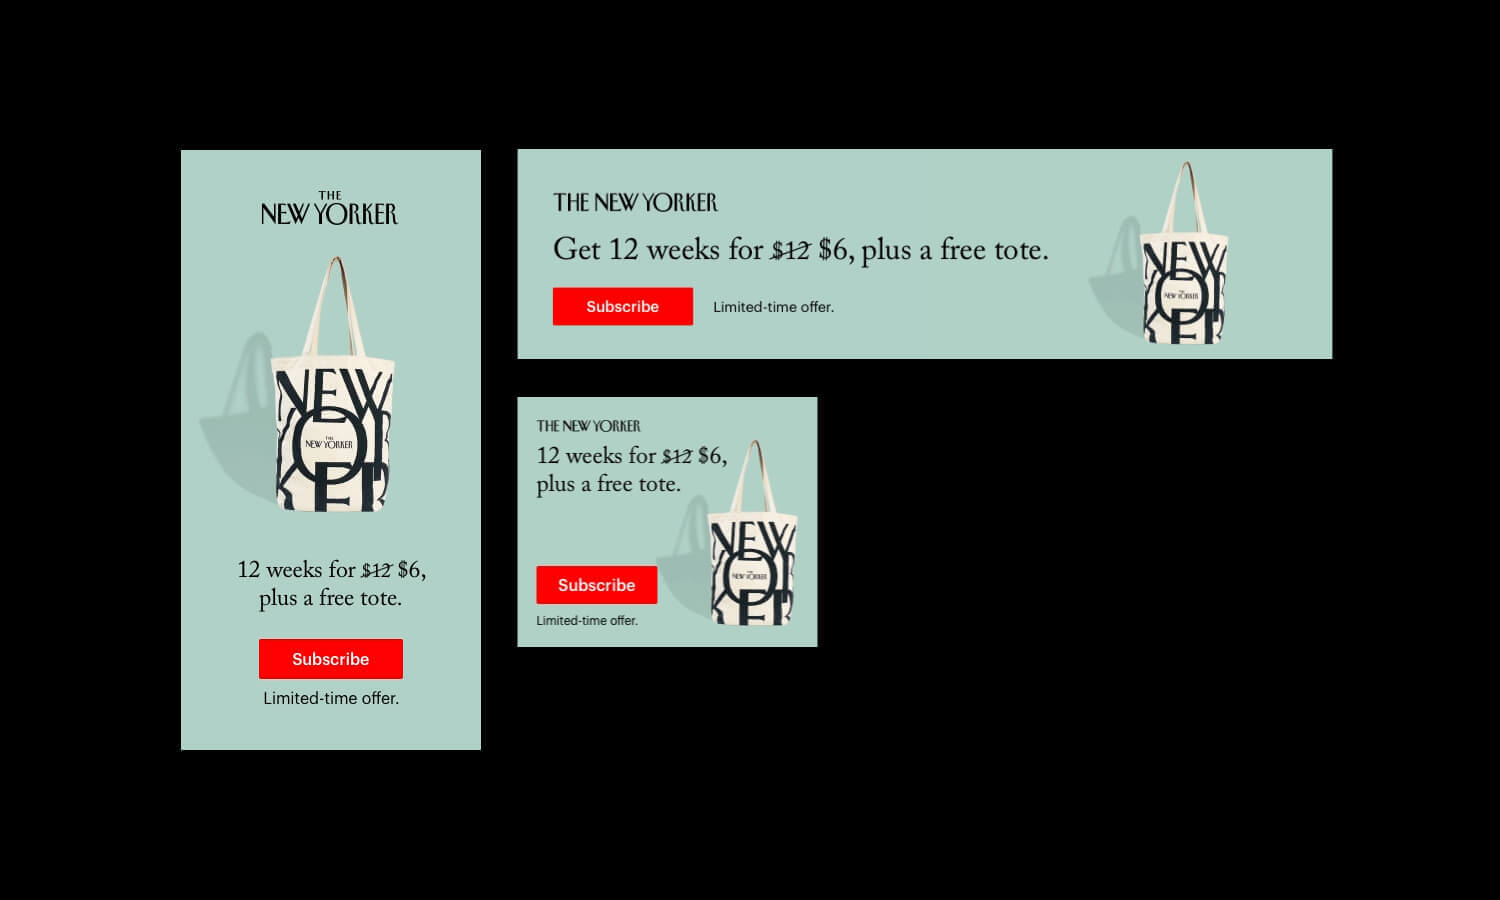 THE
NEW YORKER
NEW
O
THE
NEW YORKER
KER
12 weeks for $12 $6,
plus a free tote.
Subscribe
Limited-time offer.
THE NEW YORKER
Get 12 weeks for $12 $6, plus a free tote.
Subscribe
Limited-time offer.
NEW
O
THE
NEW YORKER
KER
THE NEW YORKER
12 weeks for $12 $6,
plus a free tote.
Subscribe
Limited-time offer.
NEW
O
THE
NEW YORKER
KER